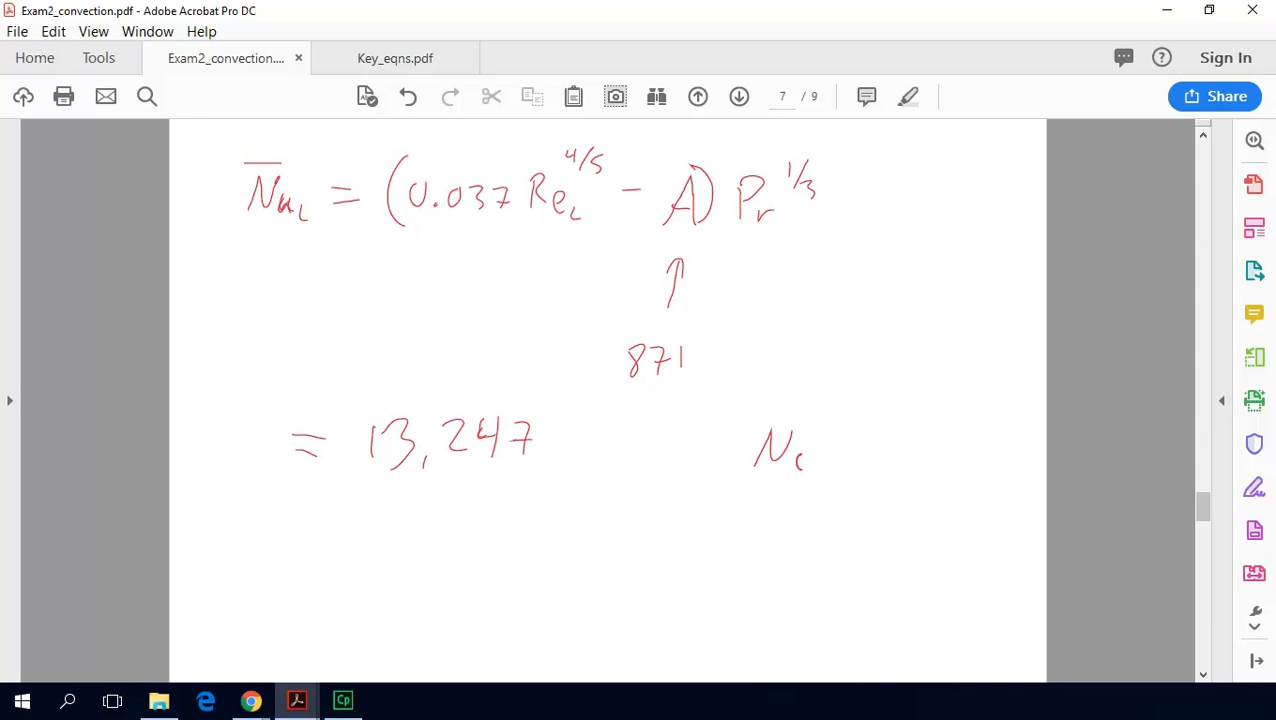 Exam2_convection.pdf - Adobe Acrobat Pro DC
File Edit View Window Help
Home Tools Exam2_convection.... × Key_eqns.pdf Sign In
7 / 9 Share
Nu_L = (0.037 Re_L^4/5 - A) Pr^1/3
↑
871
= 13,247 Nu